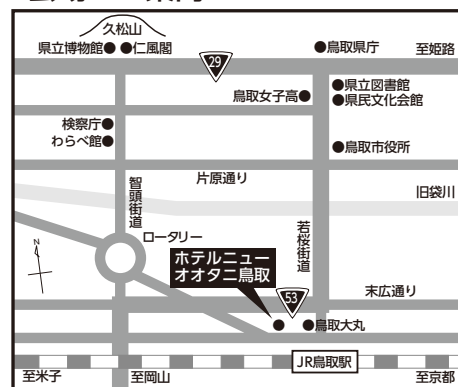 久松山
県立博物館●
●仁風閣
●鳥取県庁
至姫路
29
鳥取女子高●
●県立図書館
●県民文化会館
検察庁●
わらべ館●
●鳥取市役所
片原通り
智頭街道
旧袋川
若桜街道
ロータリー
N
ホテルニュー
オオタニ鳥取
53
末広通り
●鳥取大丸
JR鳥取駅
至米子
至岡山
至京都